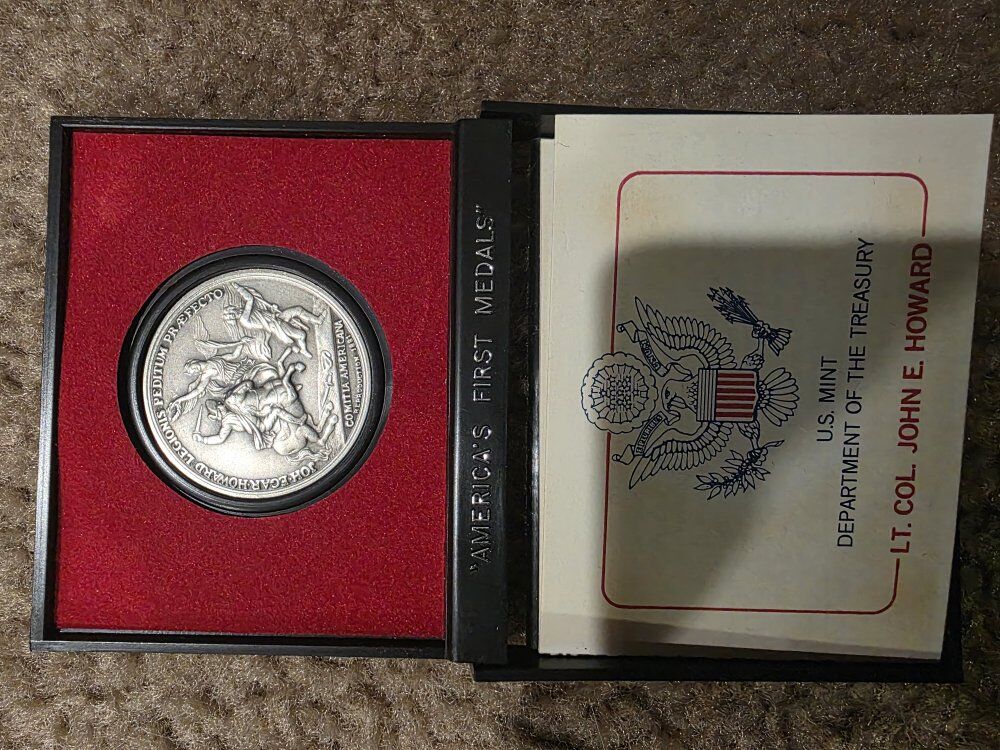 JOH·EGAR·HOWARD LEGIONIS PEDITUM PRÆFECTO
COMITIA AMERICANA
REPRODUCTION
"AMERICA'S FIRST MEDALS"
U.S. MINT
DEPARTMENT OF THE TREASURY
LT. COL. JOHN E. HOWARD